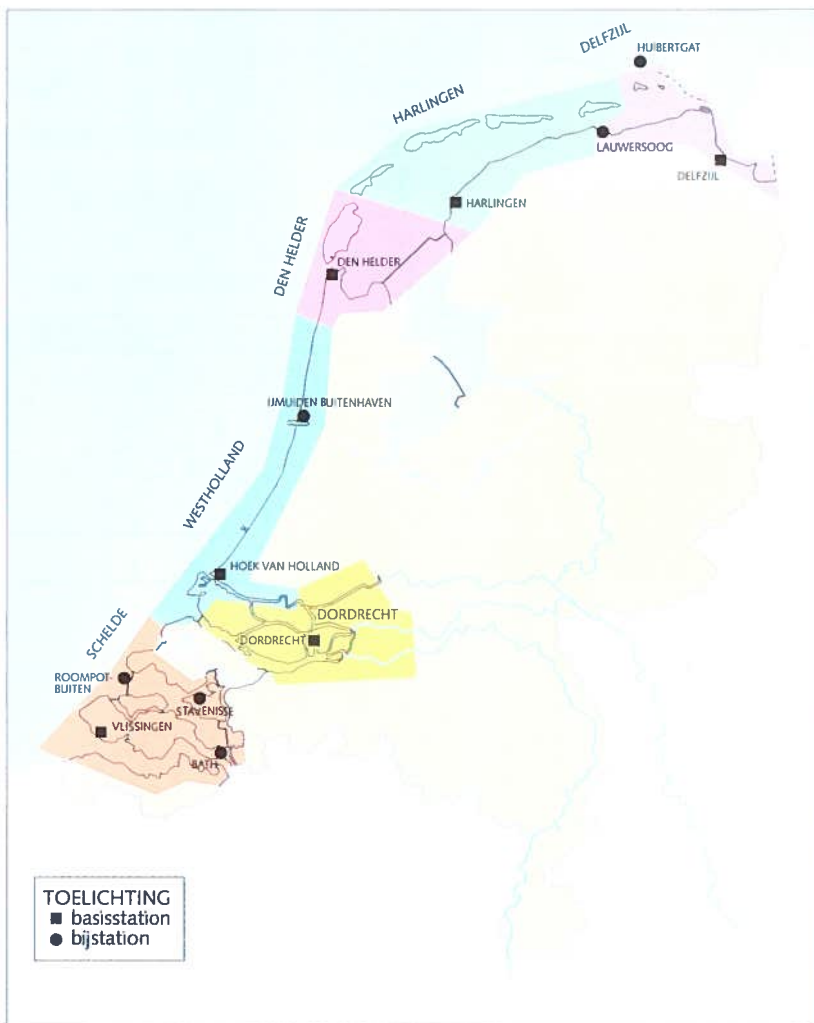 DELFZIJL
HUIBERTGAT
HARLINGEN
LAUWERSOOG
DELFZIJL
HARLINGEN
DEN HELDER
DEN HELDER
IJMUIDEN BUITENHAVEN
WESTHOLLAND
HOEK VAN HOLLAND
DORDRECHT
DORDRECHT
SCHELDE
ROOMPOT-
BUITEN
STAVENISSE
VLISSINGEN
BATH
TOELICHTING
basisstation
bijstation